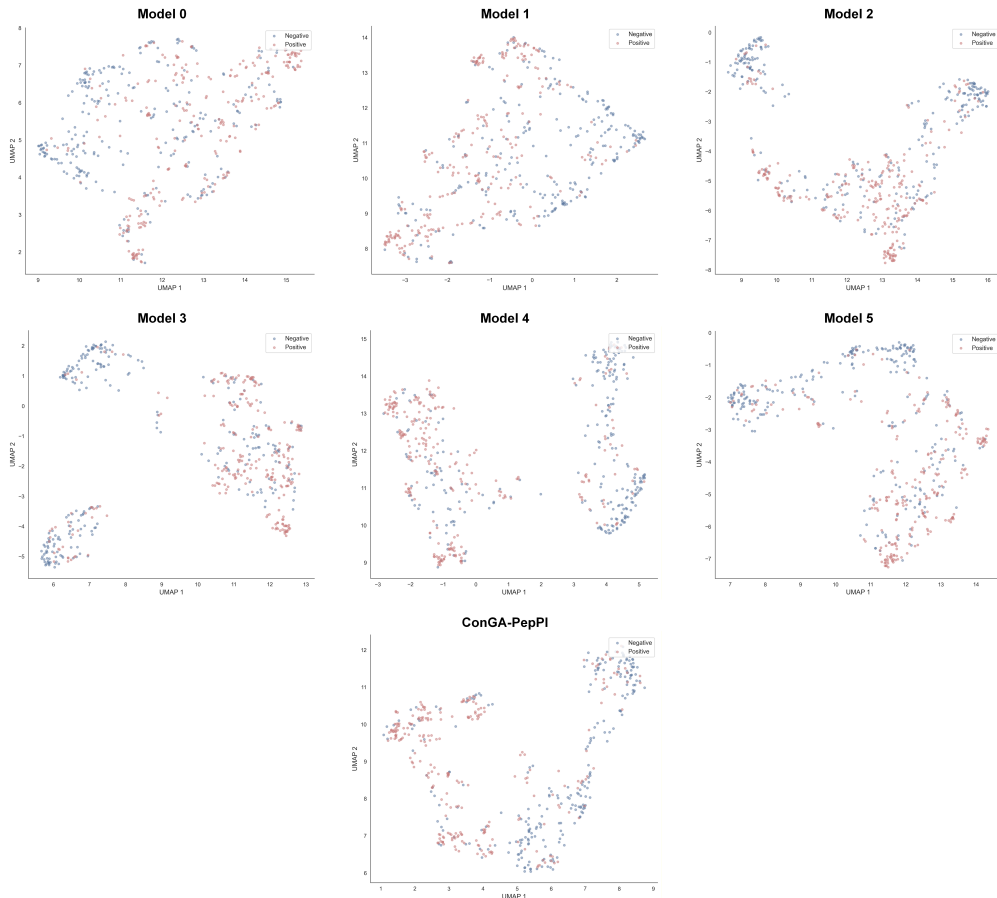 Model 0
Negative
Positive
8
7
6
5
4
3
2
UMAP 2
9 10 11 12 13 14 15
UMAP 1
Model 1
Negative
Positive
14
13
12
11
10
9
8
UMAP 2
−3 −2 −1 0 1 2
UMAP 1
Model 2
Negative
Positive
0
−1
−2
−3
−4
−5
−6
−7
−8
UMAP 2
9 10 11 12 13 14 15 16
UMAP 1
Model 3
Negative
Positive
2
1
0
−1
−2
−3
−4
−5
UMAP 2
6 7 8 9 10 11 12 13
UMAP 1
Model 4
Negative
Positive
15
14
13
12
11
10
9
UMAP 2
−3 −2 −1 0 1 2 3 4 5
UMAP 1
Model 5
Negative
Positive
0
−1
−2
−3
−4
−5
−6
−7
UMAP 2
7 8 9 10 11 12 13 14
UMAP 1
ConGA-PepPI
Negative
Positive
12
11
10
9
8
7
6
UMAP 2
1 2 3 4 5 6 7 8 9
UMAP 1